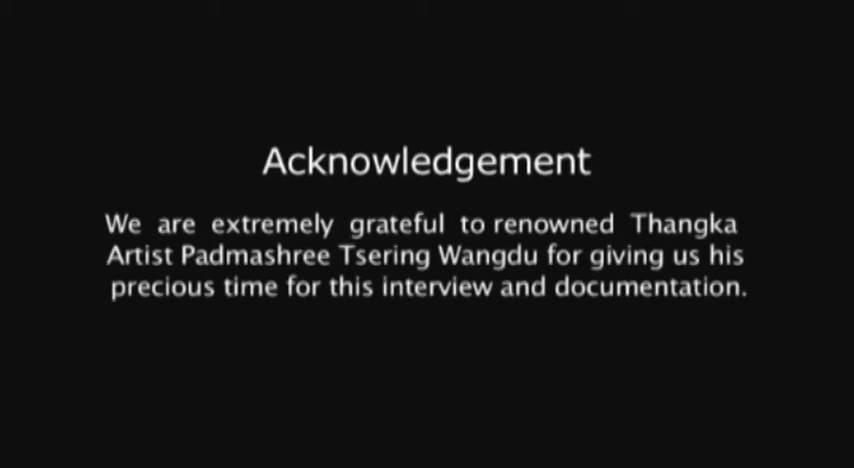 Acknowledgement
We are extremely grateful to renowned Thangka
Artist Padmashree Tsering Wangdu for giving us his
precious time for this interview and documentation.